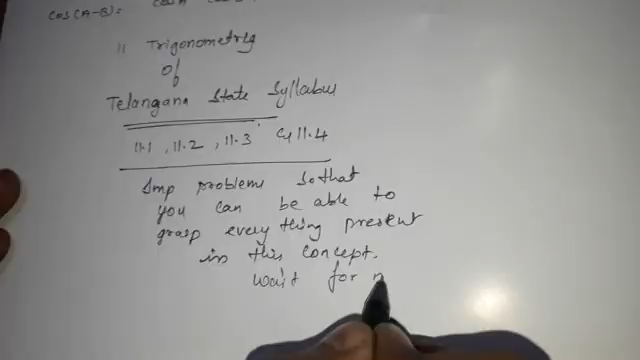 cos(A-B)=
11 Trigonometry
of
Telangana State Syllabus
11.1, 11.2, 11.3 & 11.4
Imp problems so that
you can be able to
grasp every thing present
in this concept.
wait for